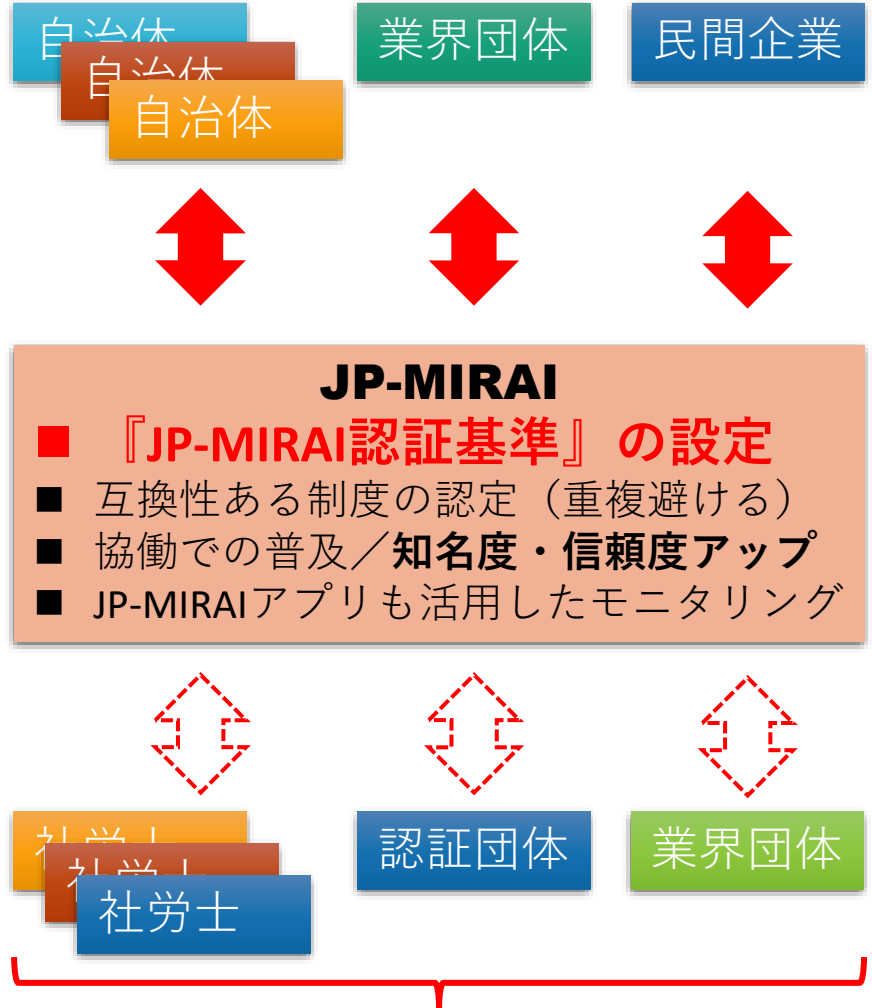 自治体
自治体
自治体
業界団体
民間企業
JP-MIRAI
■ 『JP-MIRAI認証基準』の設定
■ 互換性ある制度の認定（重複避ける）
■ 協働での普及／知名度・信頼度アップ
■ JP-MIRAIアプリも活用したモニタリング
社労士
社労士
社労士
認証団体
業界団体